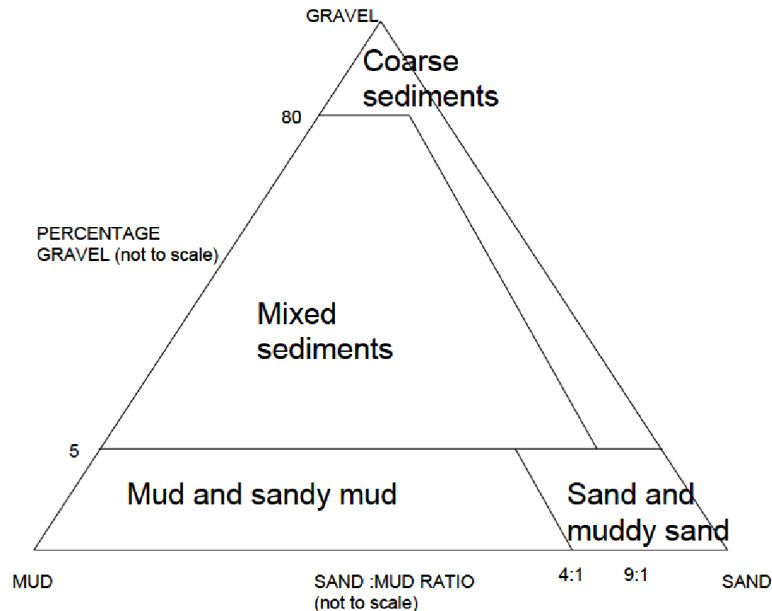 GRAVEL
Coarse
sediments
80
PERCENTAGE
GRAVEL (not to scale)
Mixed
sediments
5
Mud and sandy mud
Sand and
muddy sand
MUD
SAND :MUD RATIO
(not to scale)
4:1
9:1
SAND